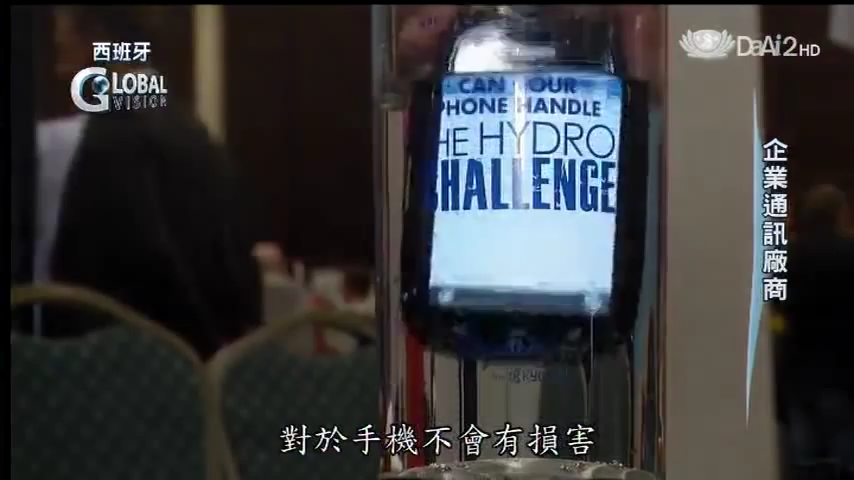 西班牙
GLOBAL
VISION
DaAi2HD
CAN YOUR
PHONE HANDLE
THE HYDRO
CHALLENGE
企業通訊廠商
對於手機不會有損害